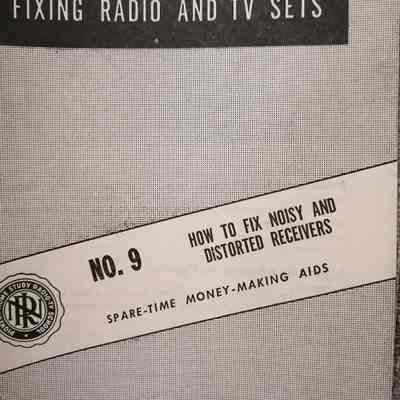 FIXING RADIO AND TV SETS
NO. 9
HOW TO FIX NOISY AND
DISTORTED RECEIVERS
SPARE-TIME MONEY-MAKING AIDS
NRI